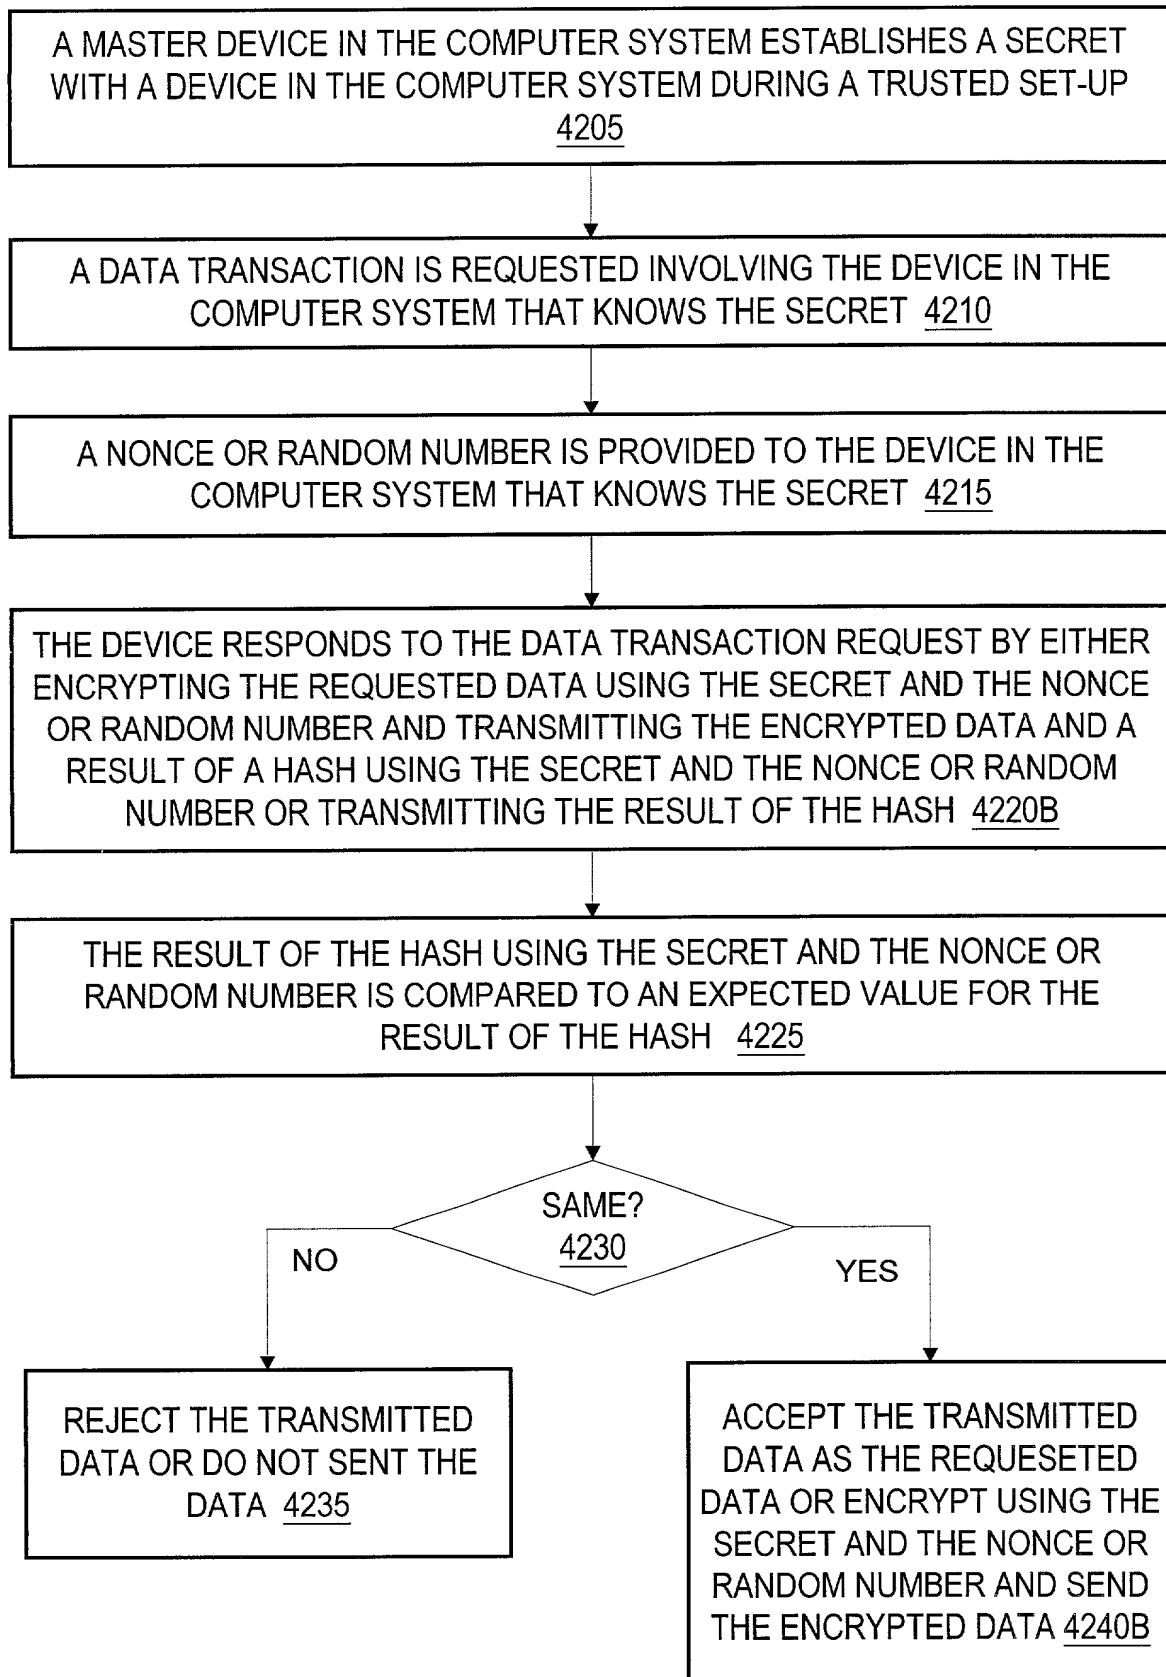 A MASTER DEVICE IN THE COMPUTER SYSTEM ESTABLISHES A SECRET
WITH A DEVICE IN THE COMPUTER SYSTEM DURING A TRUSTED SET-UP
4205
A DATA TRANSACTION IS REQUESTED INVOLVING THE DEVICE IN THE
COMPUTER SYSTEM THAT KNOWS THE SECRET 4210
A NONCE OR RANDOM NUMBER IS PROVIDED TO THE DEVICE IN THE
COMPUTER SYSTEM THAT KNOWS THE SECRET 4215
THE DEVICE RESPONDS TO THE DATA TRANSACTION REQUEST BY EITHER
ENCRYPTING THE REQUESTED DATA USING THE SECRET AND THE NONCE
OR RANDOM NUMBER AND TRANSMITTING THE ENCRYPTED DATA AND A
RESULT OF A HASH USING THE SECRET AND THE NONCE OR RANDOM
NUMBER OR TRANSMITTING THE RESULT OF THE HASH 4220B
THE RESULT OF THE HASH USING THE SECRET AND THE NONCE OR
RANDOM NUMBER IS COMPARED TO AN EXPECTED VALUE FOR THE
RESULT OF THE HASH 4225
SAME?
4230
NO
YES
REJECT THE TRANSMITTED
DATA OR DO NOT SENT THE
DATA 4235
ACCEPT THE TRANSMITTED
DATA AS THE REQUESETED
DATA OR ENCRYPT USING THE
SECRET AND THE NONCE OR
RANDOM NUMBER AND SEND
THE ENCRYPTED DATA 4240B